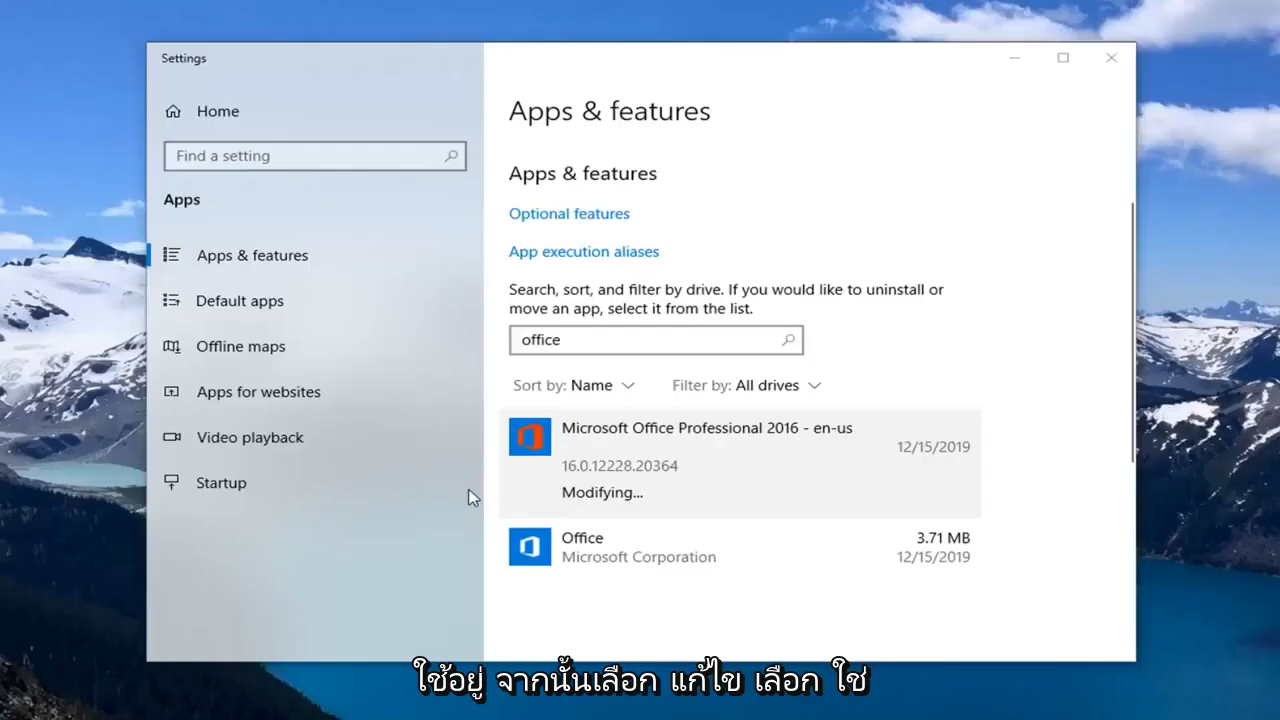 Settings
Home
Find a setting
Apps
Apps & features
Default apps
Offline maps
Apps for websites
Video playback
Startup
Apps & features
Apps & features
Optional features
App execution aliases
Search, sort, and filter by drive. If you would like to uninstall or
move an app, select it from the list.
office
Sort by: Name Filter by: All drives
Microsoft Office Professional 2016 - en-us
12/15/2019
16.0.12228.20364
Modifying...
Office 3.71 MB
Microsoft Corporation 12/15/2019
ใช้อยู่ จากนั้นเลือก แก้ไข เลือก ใช่